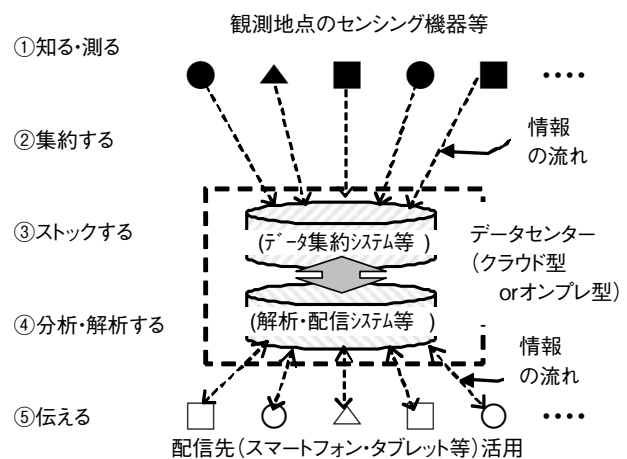 観測地点のセンシング機器等
①知る・測る
････
②集約する
情報
の流れ
③ストックする
(データ集約システム等 )
データセンター
(クラウド型
orオンプレ型)
④分析・解析する
(解析・配信システム等 )
情報
の流れ
⑤伝える
････
配信先(スマートフォン・タブレット等)活用